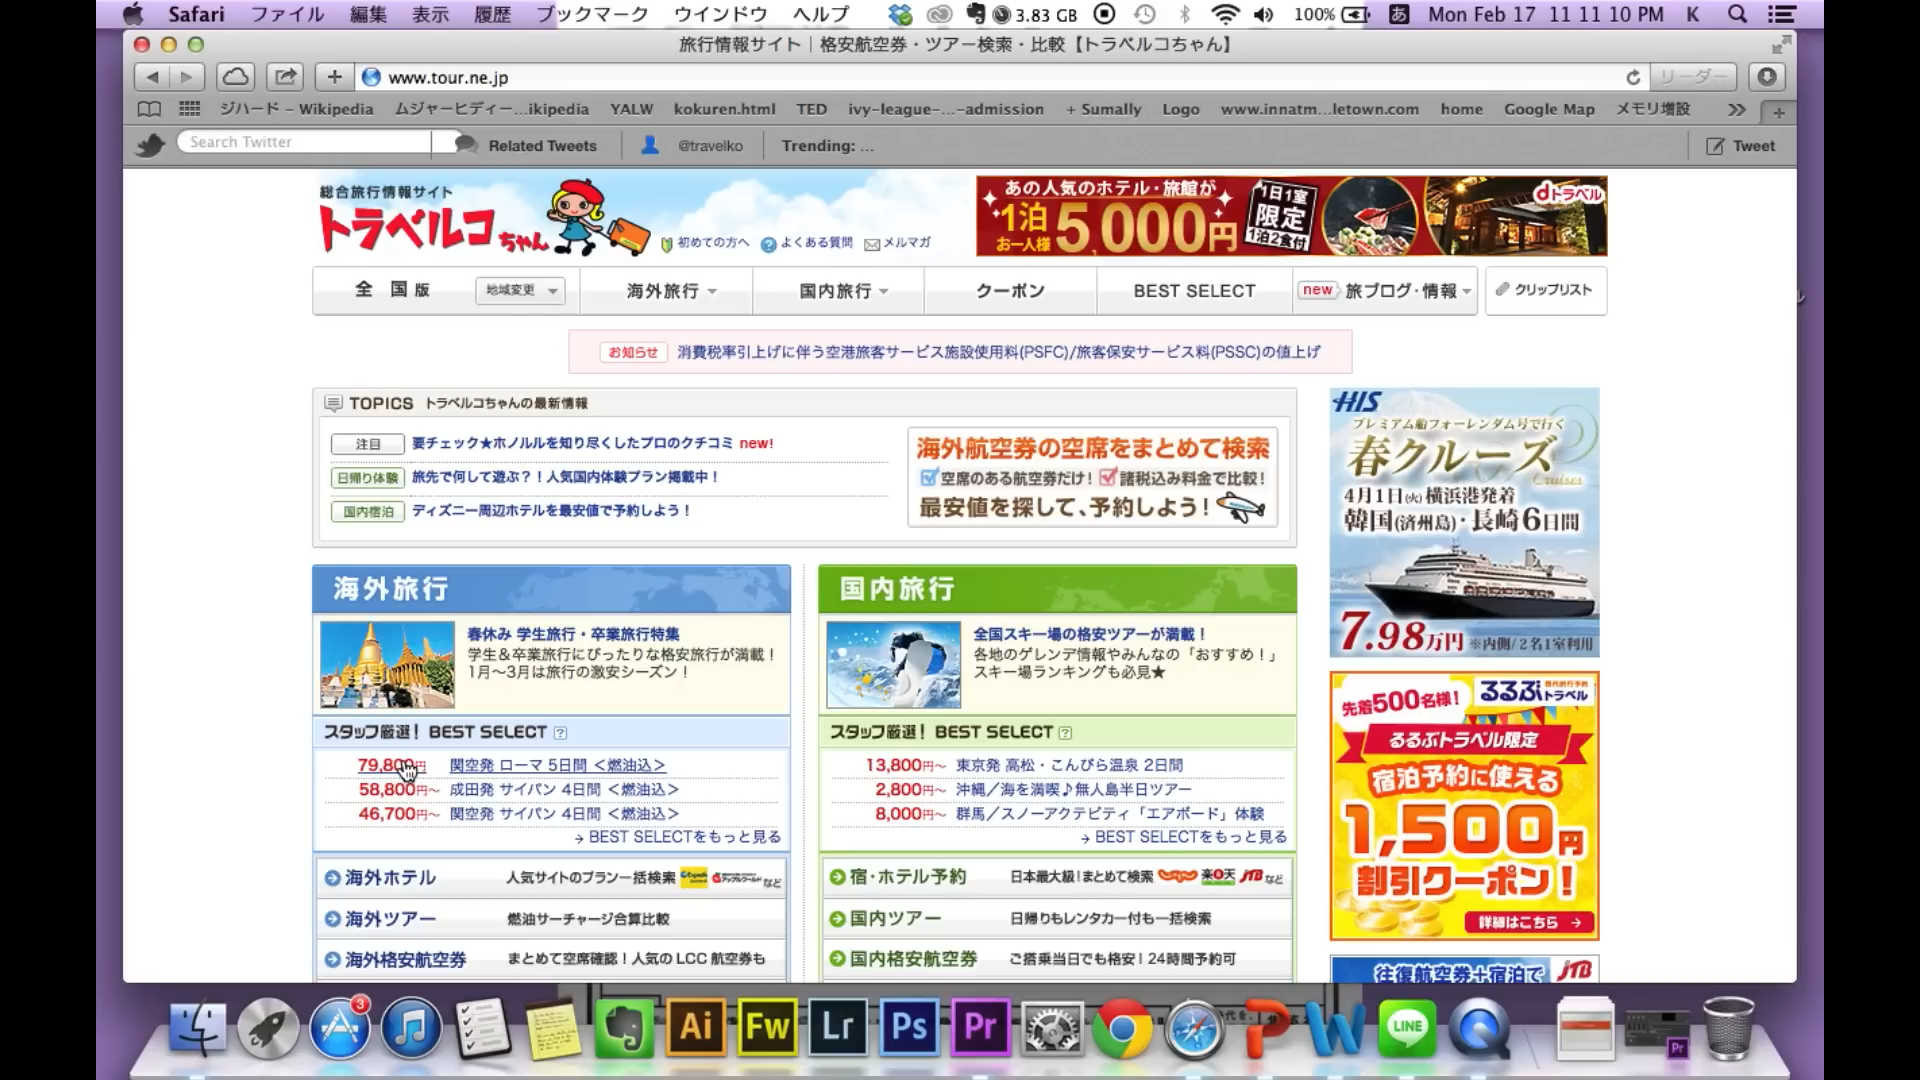 Safari ファイル 編集 表示 履歴 ブックマーク ウインドウ ヘルプ 3.83 GB 100% あ Mon Feb 17 11 11 10 PM K
旅行情報サイト｜格安航空券・ツアー検索・比較【トラベルコちゃん】
www.tour.ne.jp リーダー
ジハード – Wikipedia ムジャーヒディー…ikipedia YALW kokuren.html TED ivy-league-…-admission + Sumally Logo www.innatm…letown.com home Google Map メモリ増設
Search Twitter Related Tweets @travelko Trending: … Tweet
総合旅行情報サイト
トラベルコちゃん
初めての方へ よくある質問 メルマガ
あの人気のホテル・旅館が
1泊お一人様5,000円
1日1室限定1泊2食付
dトラベル
全国版 地域変更 海外旅行 国内旅行 クーポン BEST SELECT new 旅ブログ・情報 クリップリスト
お知らせ 消費税率引上げに伴う空港旅客サービス施設使用料(PSFC)/旅客保安サービス料(PSSC)の値上げ
TOPICS トラベルコちゃんの最新情報
注目 要チェック★ホノルルを知り尽くしたプロのクチコミ new!
日帰り体験 旅先で何して遊ぶ？！人気国内体験プラン掲載中！
国内宿泊 ディズニー周辺ホテルを最安値で予約しよう！
海外航空券の空席をまとめて検索
空席のある航空券だけ！ 諸税込み料金で比較！
最安値を探して、予約しよう！
HIS
プレミアム船フォーレンダム号で行く
春クルーズ
Cruises
4月1日(火)横浜港発着
韓国(済州島)・長崎6日間
7.98万円 ※内側/2名1室利用
海外旅行
春休み 学生旅行・卒業旅行特集
学生＆卒業旅行にぴったりな格安旅行が満載！
1月～3月は旅行の激安シーズン！
スタッフ厳選！ BEST SELECT ?
79,800円 関空発 ローマ 5日間 ＜燃油込＞
58,800円～ 成田発 サイパン 4日間 ＜燃油込＞
46,700円～ 関空発 サイパン 4日間 ＜燃油込＞
→ BEST SELECTをもっと見る
海外ホテル 人気サイトのプラン一括検索 Expedia など
海外ツアー 燃油サーチャージ合算比較
海外格安航空券 まとめて空席確認！人気の LCC 航空券も
国内旅行
全国スキー場の格安ツアーが満載！
各地のゲレンデ情報やみんなの「おすすめ！」
スキー場ランキングも必見★
スタッフ厳選！ BEST SELECT ?
13,800円～ 東京発 高松・こんぴら温泉 2日間
2,800円～ 沖縄／海を満喫♪無人島半日ツアー
8,000円～ 群馬／スノーアクテビティ「エアボード」体験
→ BEST SELECTをもっと見る
宿・ホテル予約 日本最大級！まとめて検索 楽天 JTB など
国内ツアー 日帰りもレンタカー付も一括検索
国内格安航空券 ご搭乗当日でも格安！24時間予約可
先着500名様！ るるぶトラベル
るるぶトラベル限定
宿泊予約に使える
1,500円
割引クーポン！
詳細はこちら →
往復航空券+宿泊で JTB
3 Ai Fw Lr Ps Pr LINE Pr